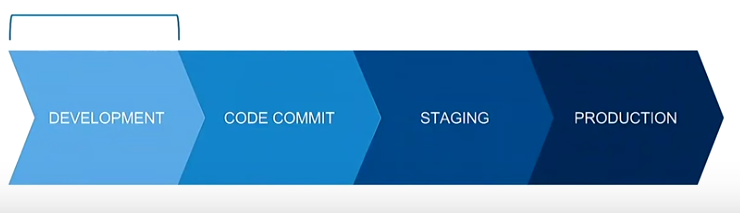 DEVELOPMENT
CODE COMMIT
STAGING
PRODUCTION